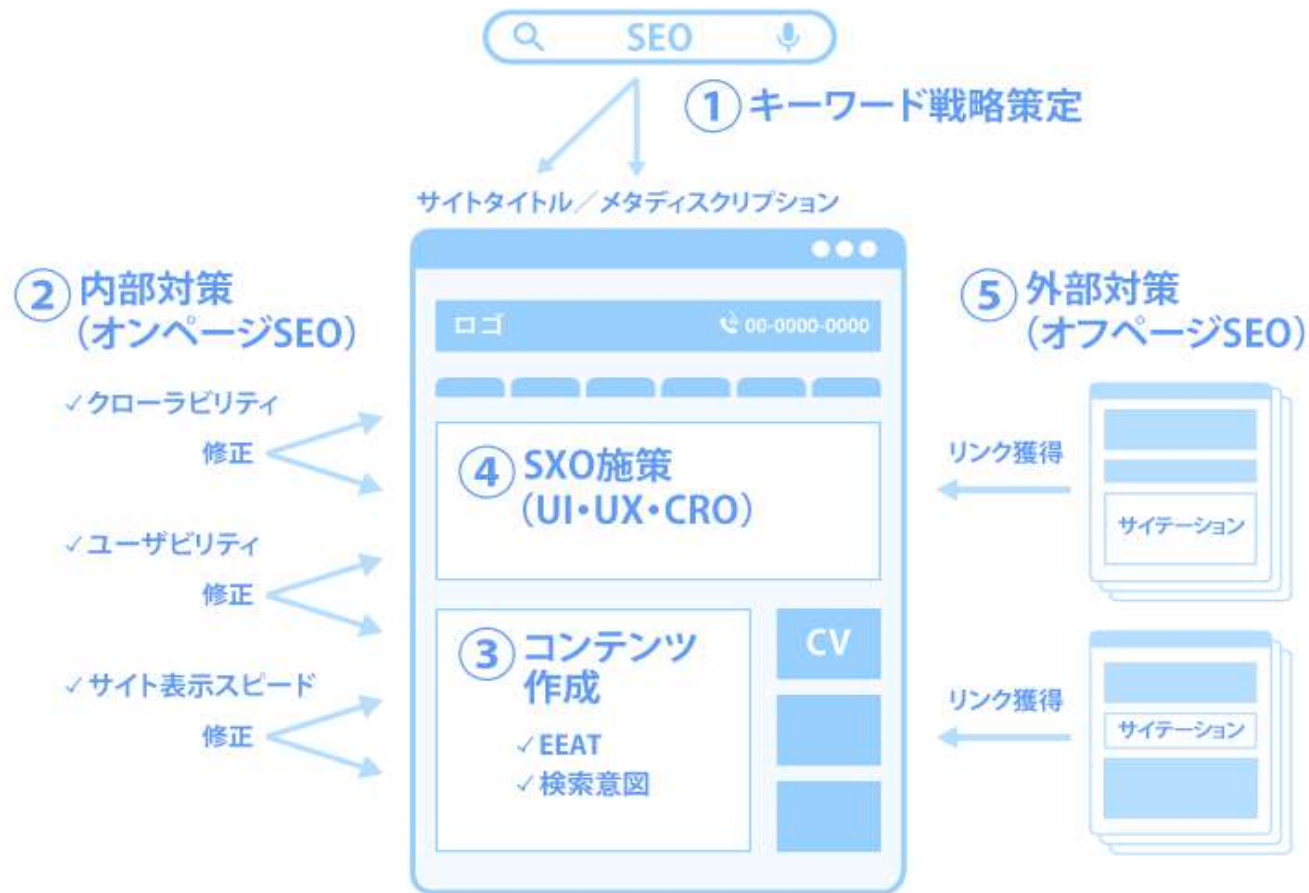 SEO
①キーワード戦略策定
サイトタイトル／メタディスクリプション
②内部対策
（オンページSEO）
✓クローラビリティ
修正
✓ユーザビリティ
修正
✓サイト表示スピード
修正
ロゴ
00-0000-0000
④SXO施策
（UI・UX・CRO）
③コンテンツ
作成
✓EEAT
✓検索意図
CV
⑤外部対策
（オフページSEO）
リンク獲得
サイテーション
リンク獲得
サイテーション